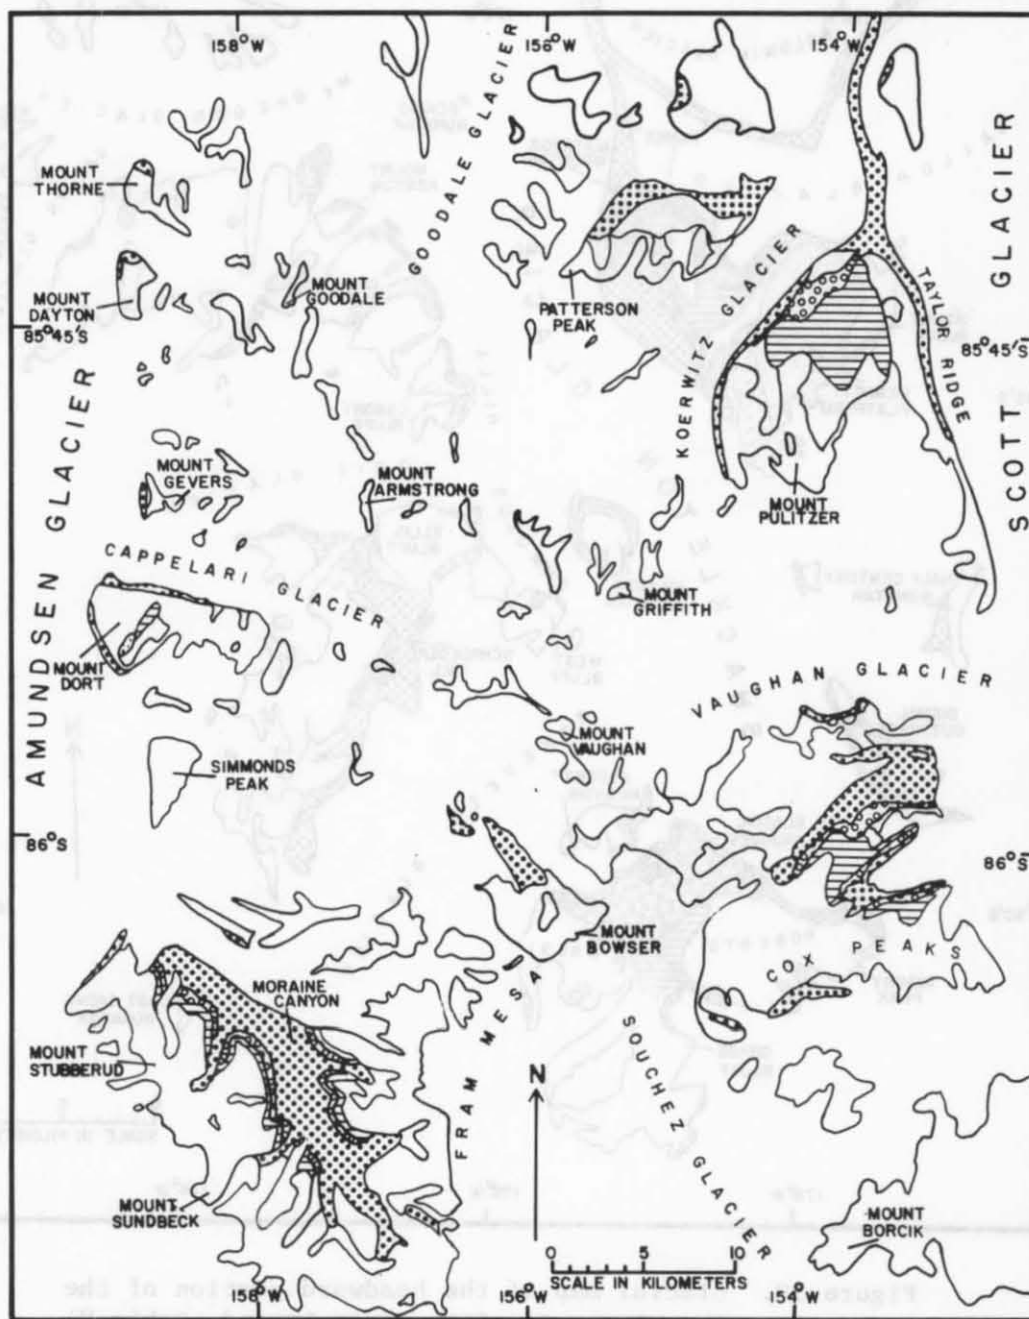 158°W
156°W
154°W
MOUNT
THORNE
GOODALE GLACIER
SCOTT GLACIER
MOUNT
GOODALE
MOUNT
DAYTON
85°45'S
PATTERSON
PEAK
KOERWITZ GLACIER
TAYLOR RIDGE
85°45'S
AMUNDSEN GLACIER
MOUNT
GEVERS
MOUNT
ARMSTRONG
MOUNT
PULITZER
CAPPELARI GLACIER
MOUNT
GRIFFITH
MOUNT
DORT
VAUGHAN GLACIER
MOUNT
VAUGHAN
SIMMONDS
PEAK
86°S
86°S
MOUNT
BOWSER
COX PEAKS
MORAINE
CANYON
MOUNT
STUBBERUD
FRAM MESA
SOUCHEZ GLACIER
N
MOUNT
SUNDBECK
MOUNT
BORCIK
0 5 10
SCALE IN KILOMETERS
158°W
156°W
154°W